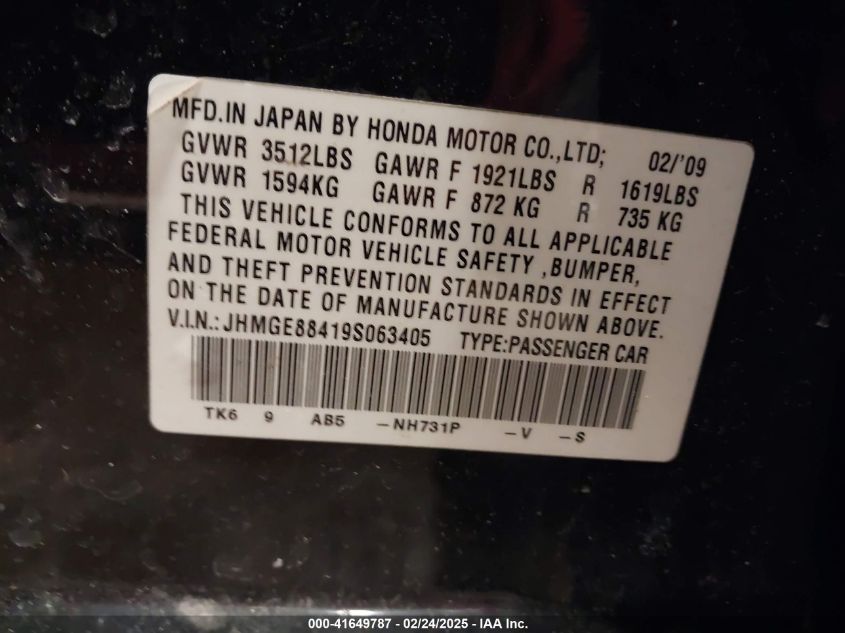 MFD.IN JAPAN BY HONDA MOTOR CO.,LTD; 02/'09
GVWR 3512LBS GAWR F 1921LBS R 1619LBS
GVWR 1594KG GAWR F 872 KG R 735 KG
THIS VEHICLE CONFORMS TO ALL APPLICABLE
FEDERAL MOTOR VEHICLE SAFETY ,BUMPER,
AND THEFT PREVENTION STANDARDS IN EFFECT
ON THE DATE OF MANUFACTURE SHOWN ABOVE.
V.I.N.: JHMGE88419S063405 TYPE:PASSENGER CAR
TK6 9 AB5 -NH731P -V -S
000-41649787 - 02/24/2025 - IAA Inc.